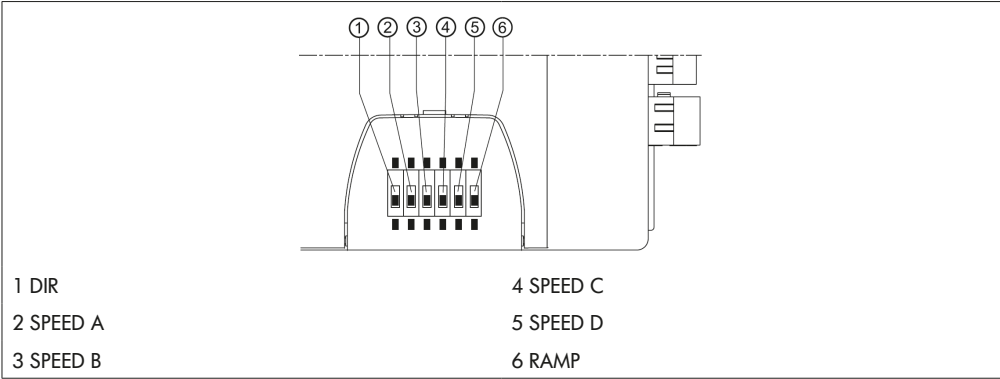 1 2 3 4 5 6
1 DIR
2 SPEED A
3 SPEED B
4 SPEED C
5 SPEED D
6 RAMP